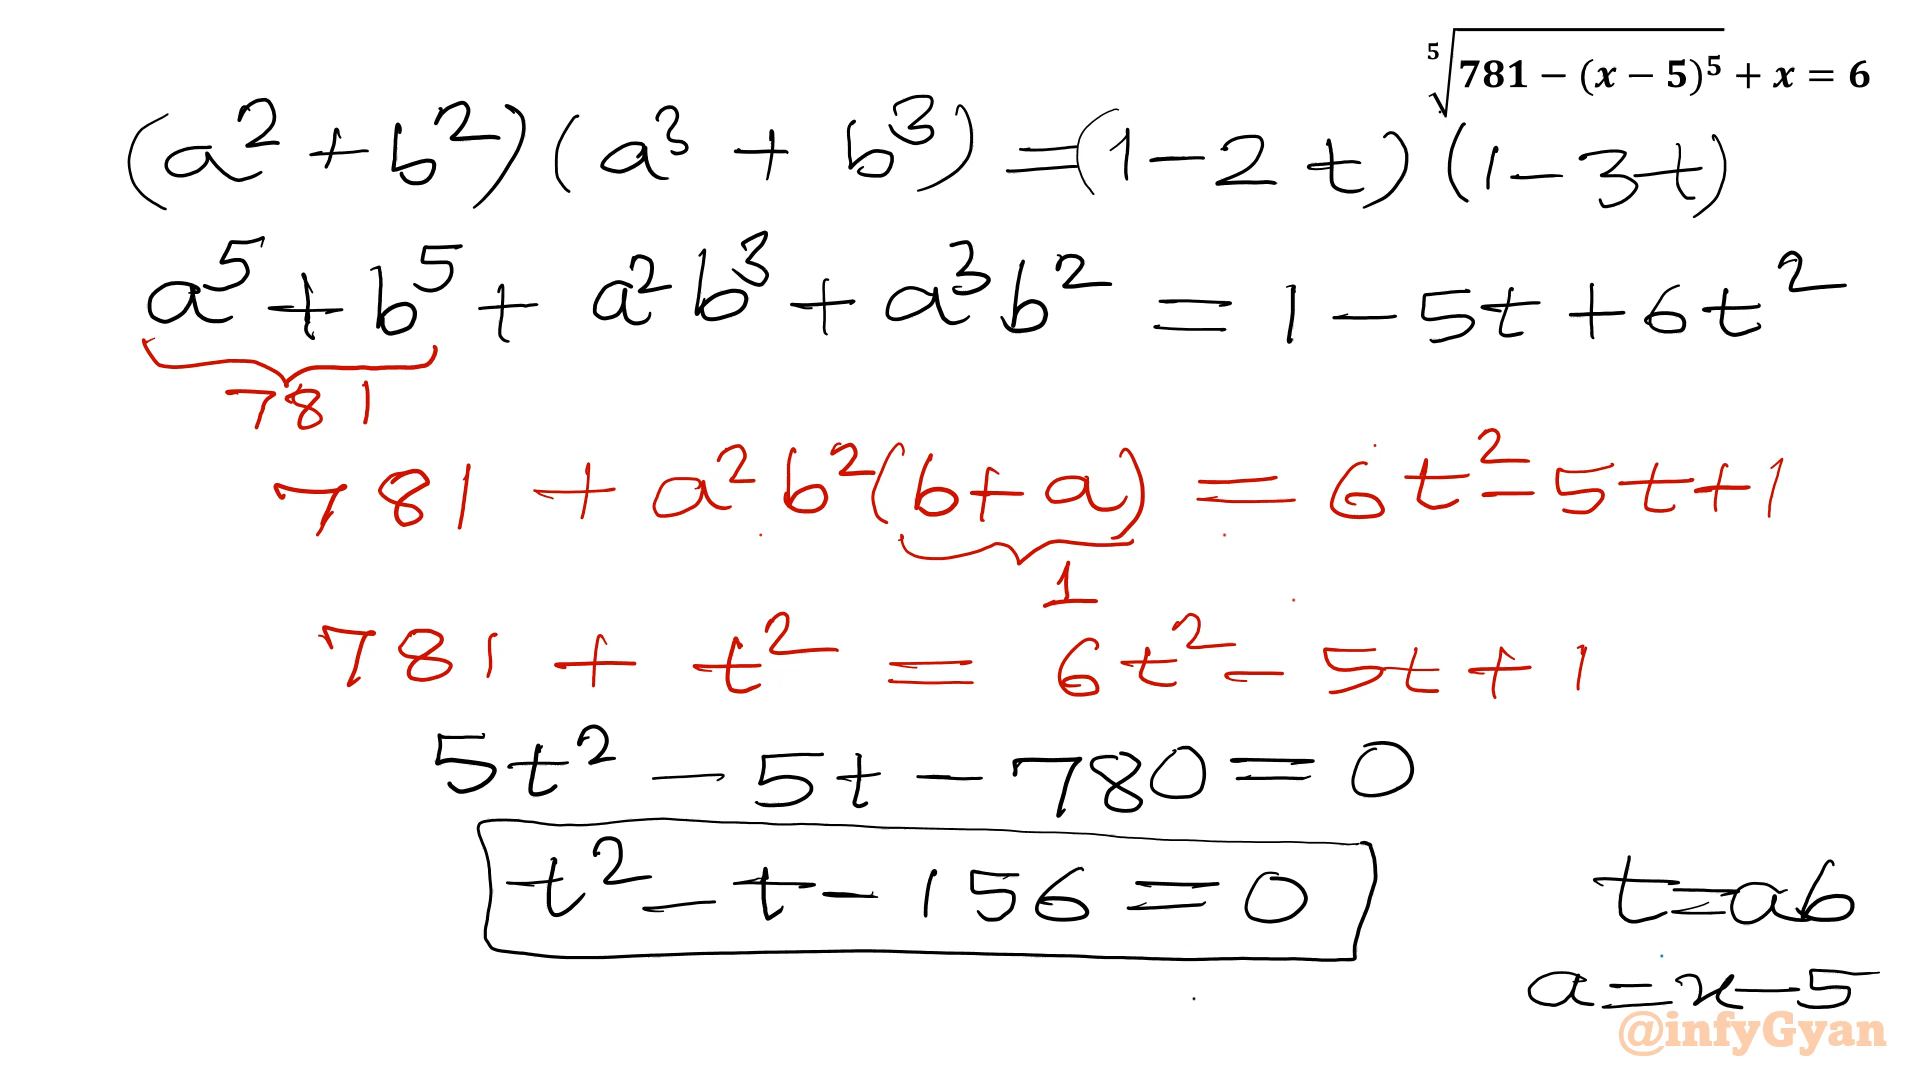 ⁵√(781 − (x − 5)⁵) + x = 6
(a² + b²)(a³ + b³) = (1 − 2t)(1 − 3t)
a⁵ + b⁵ + a²b³ + a³b² = 1 − 5t + 6t²
781
781 + a²b²(b + a) = 6t² − 5t + 1
1
781 + t² = 6t² − 5t + 1
5t² − 5t − 780 = 0
t² − t − 156 = 0
t = ab
a = x − 5
@infyGyan